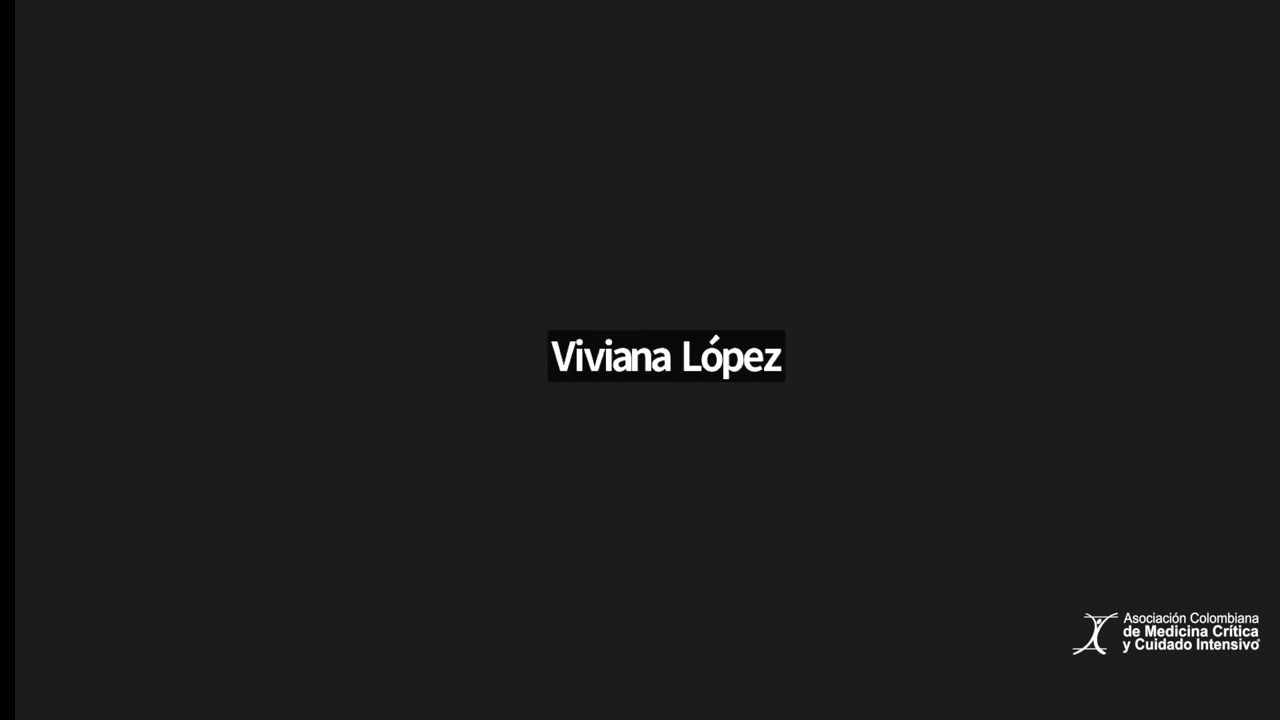 Viviana López
Asociación Colombiana
de Medicina Crítica
y Cuidado Intensivo